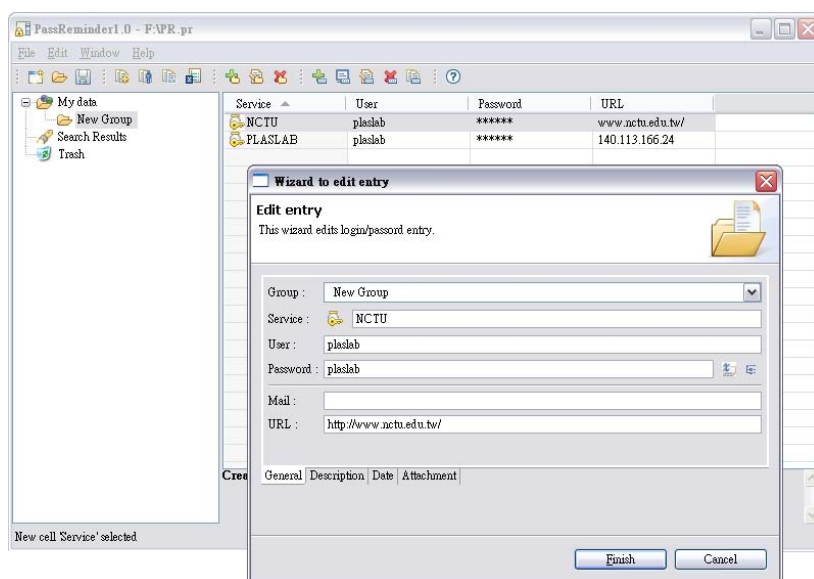 PassReminder1.0 - F:\PR.pr
File Edit Window Help
My data
New Group
Search Results
Trash
Service User Password URL
NCTU plaslab ****** www.nctu.edu.tw/
PLASLAB plaslab ****** 140.113.166.24
Wizard to edit entry
Edit entry
This wizard edits login/passord entry.
Group : New Group
Service : NCTU
User : plaslab
Password : plaslab
Mail :
URL : http://www.nctu.edu.tw/
Crea
General Description Date Attachment
New cell 'Service' selected
Finish Cancel